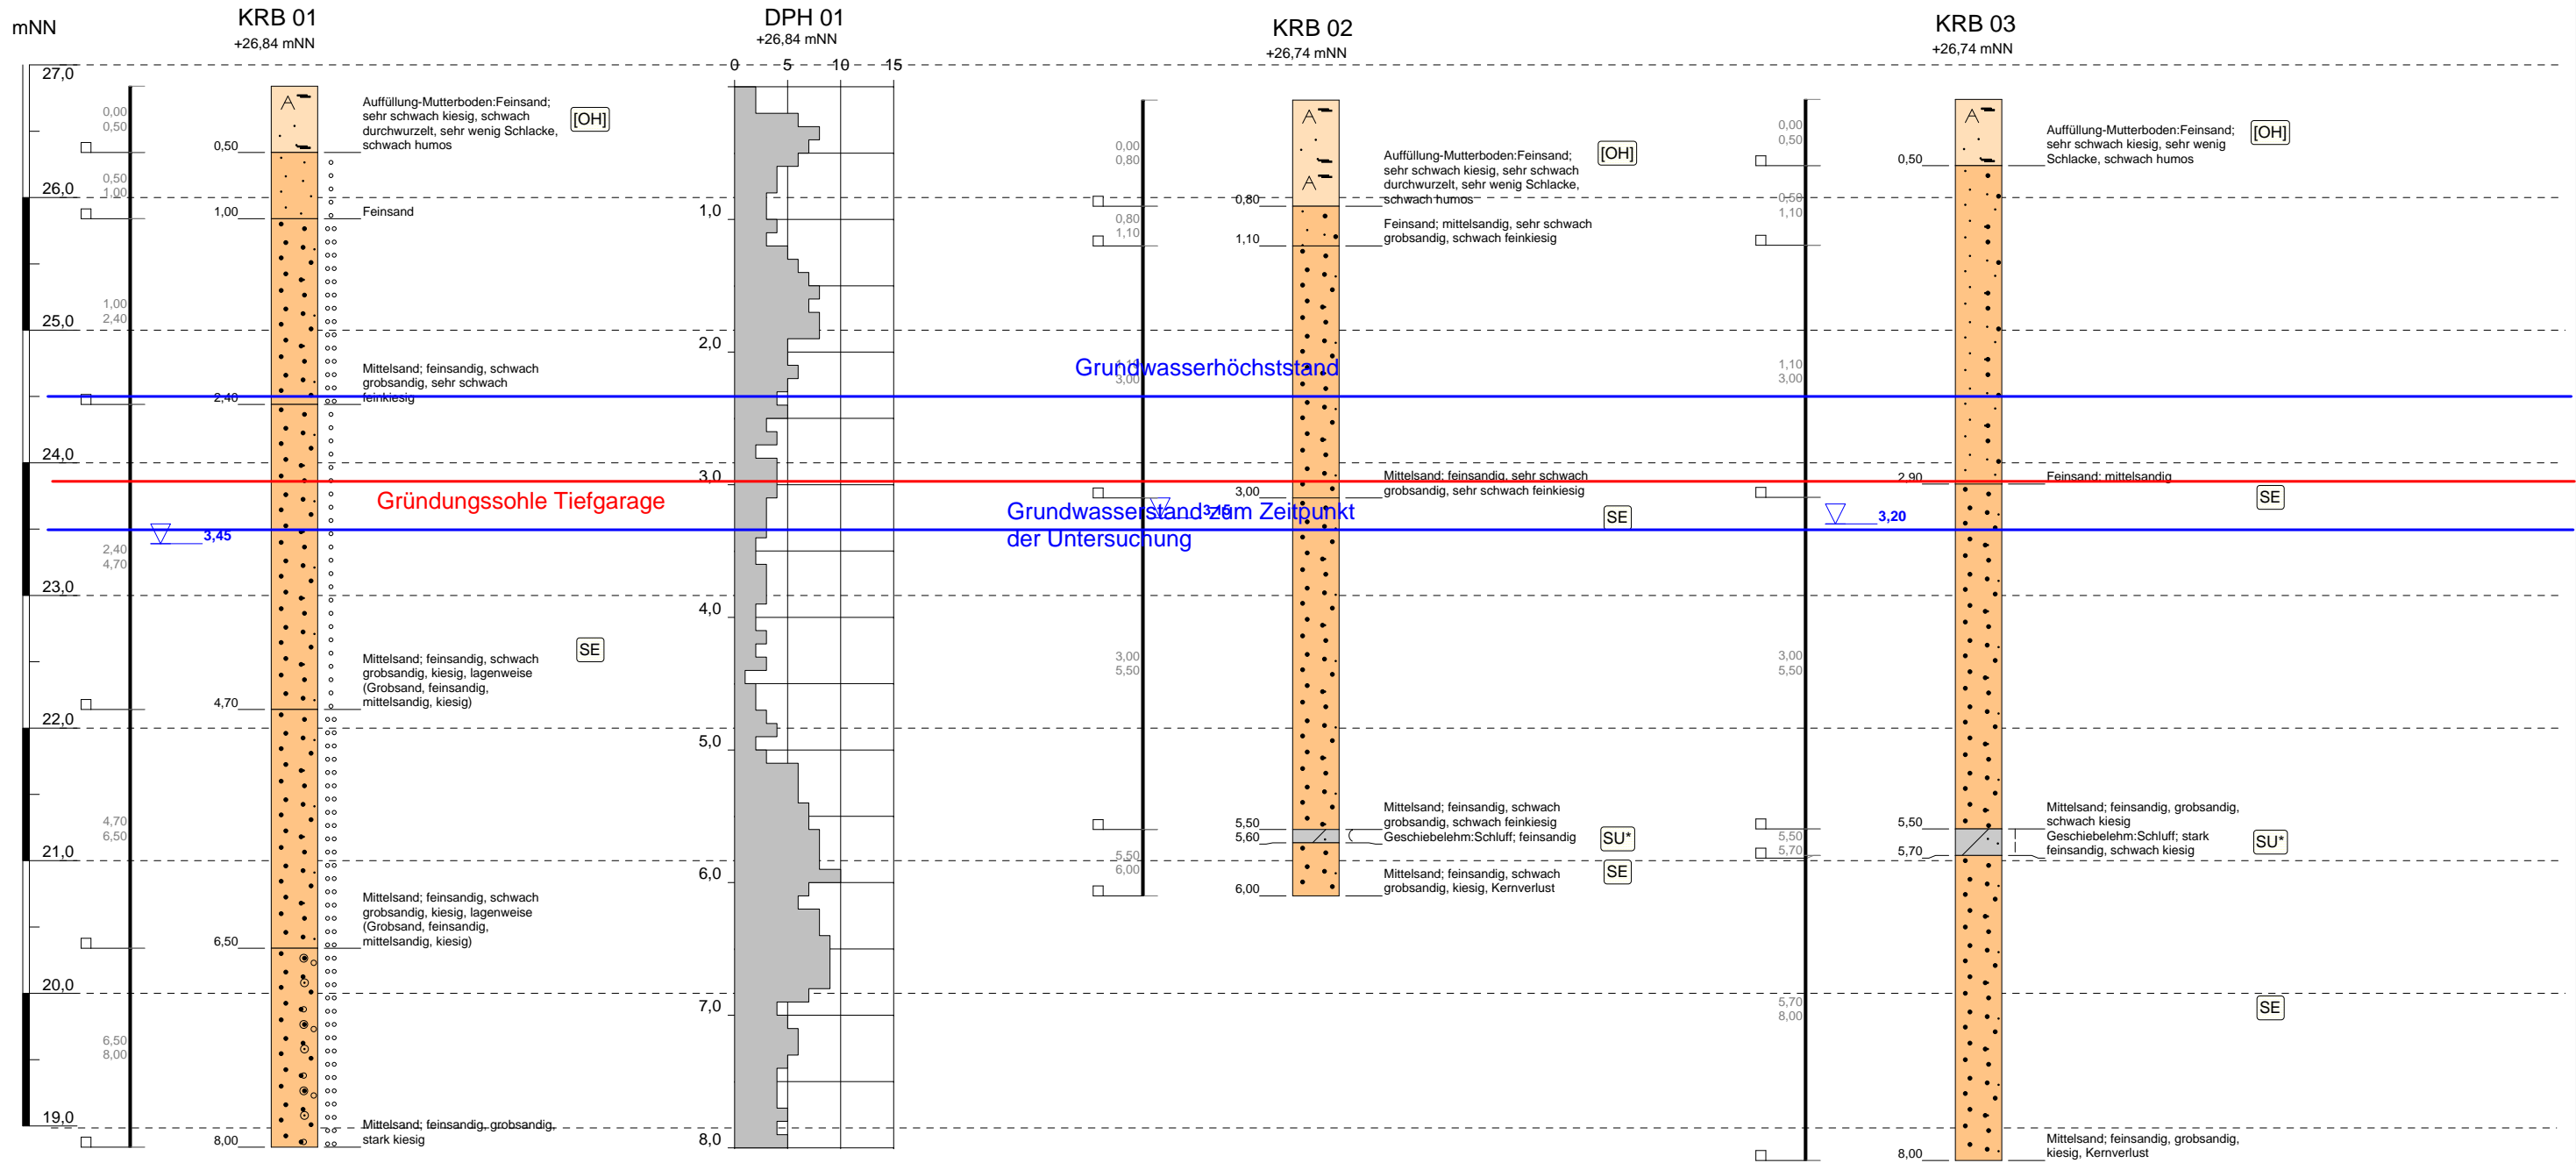 mNN
27,0
26,0
25,0
24,0
23,0
22,0
21,0
20,0
19,0
KRB 01
+26,84 mNN
0,00
0,50
0,50
1,00
1,00
2,40
2,40
4,70
4,70
6,50
6,50
8,00
3,45
0,50
Auffüllung-Mutterboden:Feinsand;
sehr schwach kiesig, schwach
durchwurzelt, sehr wenig Schlacke,
schwach humos
[OH]
1,00
Feinsand
2,40
Mittelsand; feinsandig, schwach
grobsandig, sehr schwach
feinkiesig
4,70
Mittelsand; feinsandig, schwach
grobsandig, kiesig, lagenweise
(Grobsand, feinsandig,
mittelsandig, kiesig)
SE
6,50
Mittelsand; feinsandig, schwach
grobsandig, kiesig, lagenweise
(Grobsand, feinsandig,
mittelsandig, kiesig)
8,00
Mittelsand; feinsandig, grobsandig,
stark kiesig
Gründungssohle Tiefgarage
DPH 01
+26,84 mNN
0 5 10 15
1,0
2,0
3,0
4,0
5,0
6,0
7,0
8,0
Grundwasserhöchststand
Grundwasserstand zum Zeitpunkt
der Untersuchung
KRB 02
+26,74 mNN
0,00
0,80
0,80
1,10
1,10
3,00
3,00
5,50
5,50
6,00
3,15
0,80
Auffüllung-Mutterboden:Feinsand;
sehr schwach kiesig, sehr schwach
durchwurzelt, sehr wenig Schlacke,
schwach humos
[OH]
1,10
Feinsand; mittelsandig, sehr schwach
grobsandig, schwach feinkiesig
3,00
Mittelsand; feinsandig, sehr schwach
grobsandig, sehr schwach feinkiesig
SE
5,50
Mittelsand; feinsandig, schwach
grobsandig, schwach feinkiesig
5,60
Geschiebelehm:Schluff; feinsandig
SU*
SE
6,00
Mittelsand; feinsandig, schwach
grobsandig, kiesig, Kernverlust
KRB 03
+26,74 mNN
0,00
0,50
0,50
1,10
1,10
3,00
3,00
5,50
5,50
5,70
5,70
8,00
3,20
0,50
Auffüllung-Mutterboden:Feinsand;
sehr schwach kiesig, sehr wenig
Schlacke, schwach humos
[OH]
2,90
Feinsand; mittelsandig
SE
5,50
Mittelsand; feinsandig, grobsandig,
schwach kiesig
5,70
Geschiebelehm:Schluff; stark
feinsandig, schwach kiesig
SU*
SE
8,00
Mittelsand; feinsandig, grobsandig,
kiesig, Kernverlust